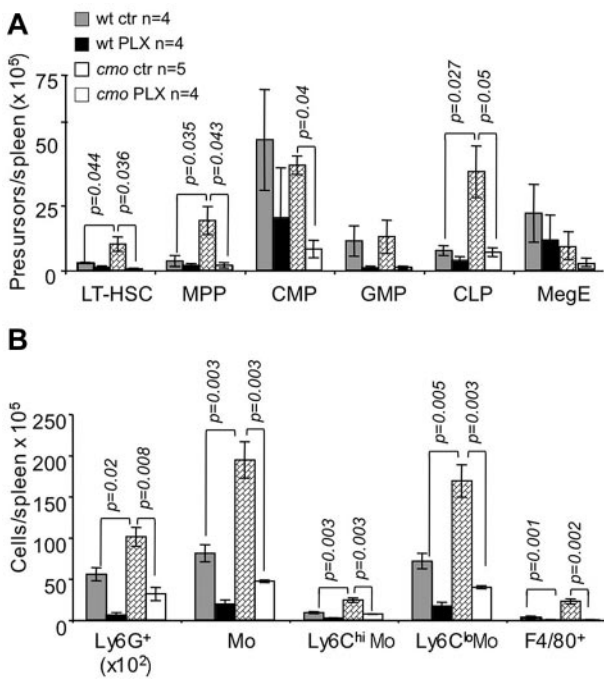 A
wt ctr n=4
wt PLX n=4
cmo ctr n=5
cmo PLX n=4
Presursors/spleen (x 10⁵)
75
50
25
0
p=0.044
p=0.036
p=0.035
p=0.043
p=0.04
p=0.027
p=0.05
LT-HSC MPP CMP GMP CLP MegE
B
Cells/spleen x 10⁵
250
200
150
100
50
0
p=0.02
p=0.008
p=0.003
p=0.003
p=0.003
p=0.003
p=0.005
p=0.003
p=0.001
p=0.002
Ly6G⁺ Mo Ly6Cʰⁱ Mo Ly6CˡᵒMo F4/80⁺
(x10²)